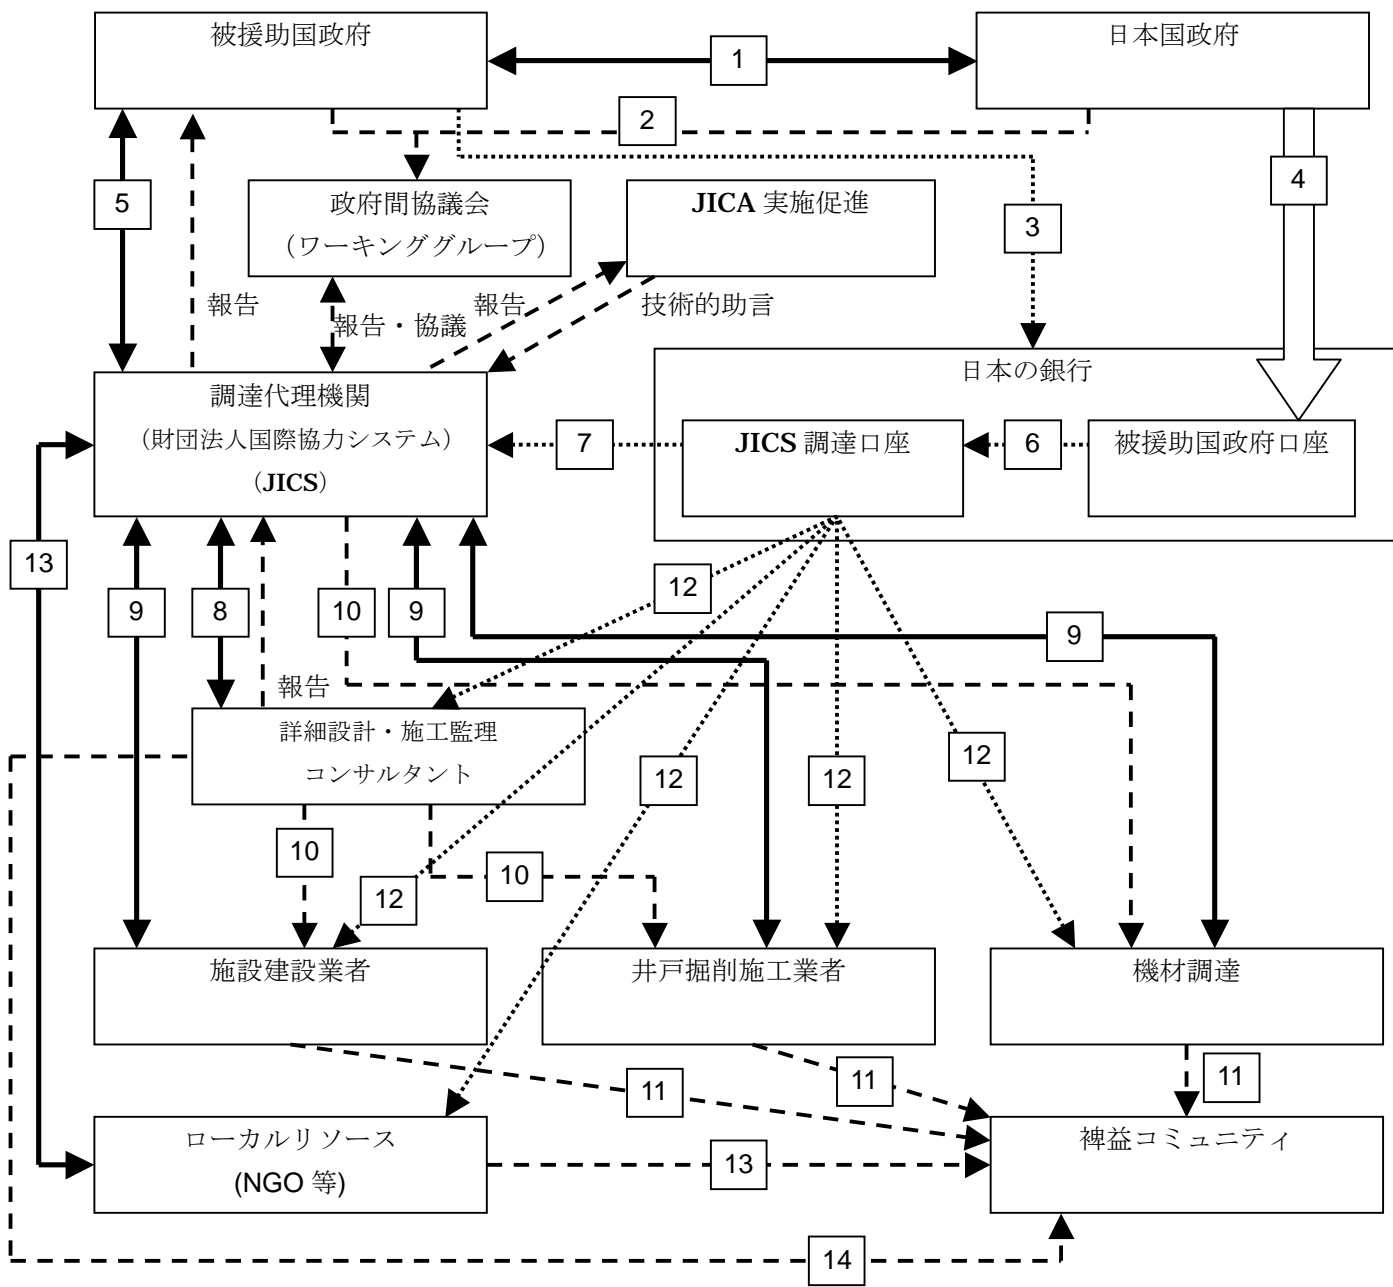 被援助国政府
日本国政府
1
2
5
4
政府間協議会
（ワーキンググループ）
JICA 実施促進
3
報告
報告・協議
報告
技術的助言
日本の銀行
調達代理機関
（財団法人国際協力システム）
（JICS）
7
JICS 調達口座
6
被援助国政府口座
13
9
8
10
9
12
9
報告
詳細設計・施工監理
コンサルタント
12
12
12
10
10
12
施設建設業者
井戸掘削施工業者
機材調達
11
11
11
ローカルリソース
(NGO 等)
13
裨益コミュニティ
14